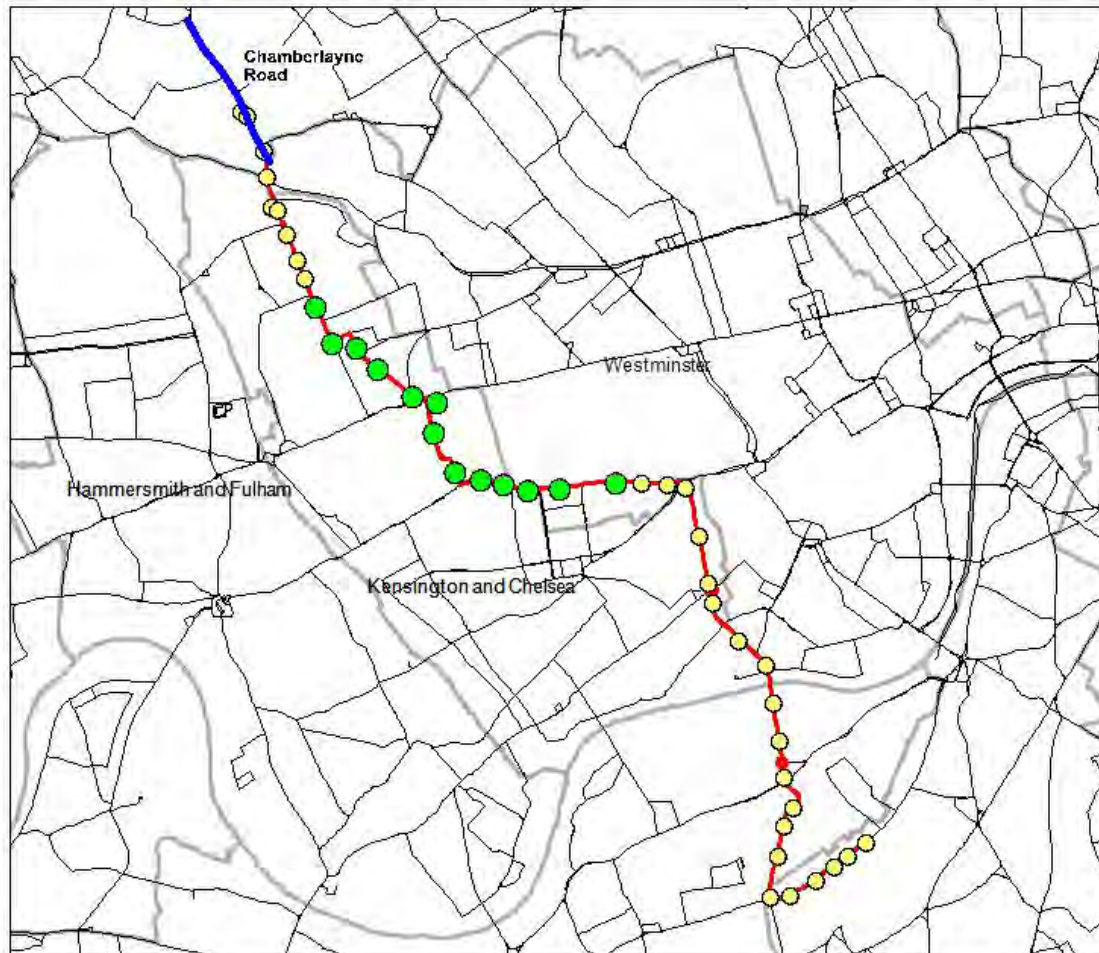 Chamberlayne
Road
Westminster
Hammersmith and Fulham
Kensington and Chelsea